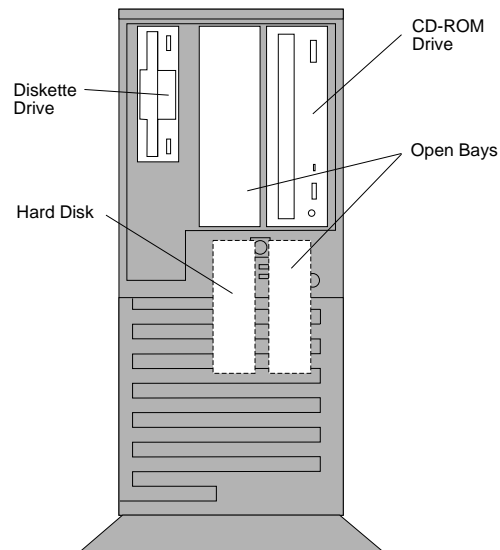 CD-ROM
Drive
Diskette
Drive
Open Bays
Hard Disk